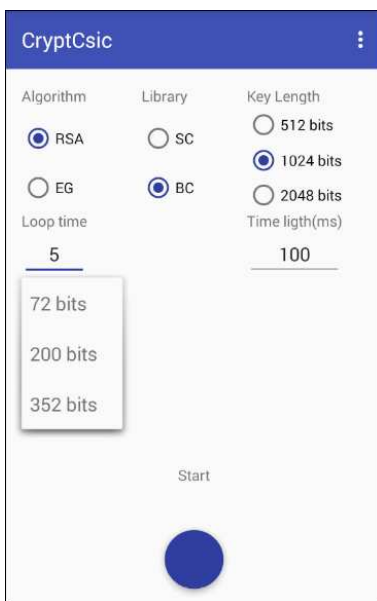 CryptCsic
Algorithm Library Key Length
RSA SC 512 bits
1024 bits
EG BC 2048 bits
Loop time Time ligth(ms)
5 100
72 bits
200 bits
352 bits
Start